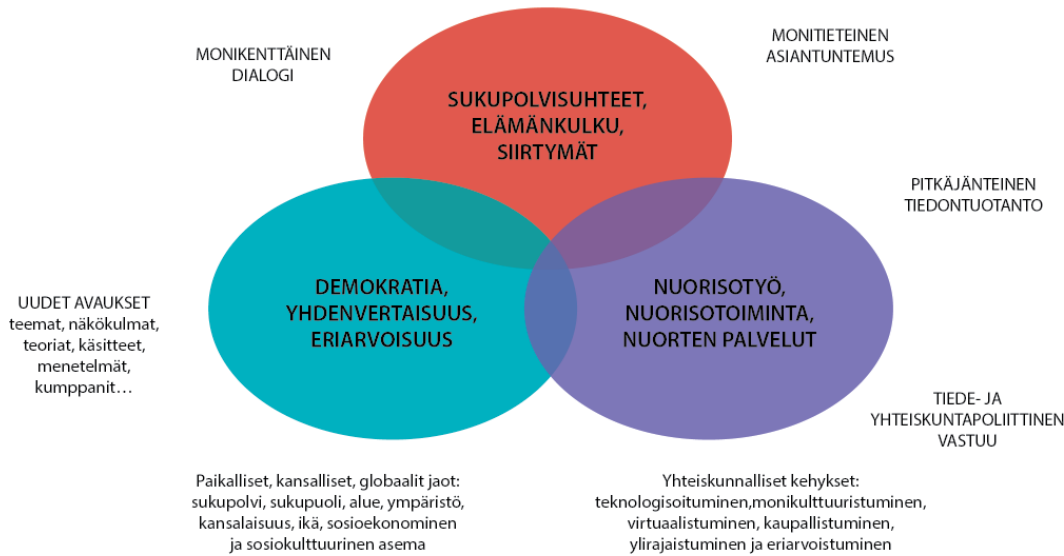 MONIKENTTÄINEN
DIALOGI
MONITIETEINEN
ASIANTUNTEMUS
SUKUPOLVISUHTEET,
ELÄMÄNKULKU,
SIIRTYMÄT
PITKÄJÄNTEINEN
TIEDONTUOTANTO
UUDET AVAUKSET
teemat, näkökulmat,
teoriat, käsitteet,
menetelmät,
kumppanit…
DEMOKRATIA,
YHDENVERTAISUUS,
ERIARVOISUUS
NUORISOTYÖ,
NUORISOTOIMINTA,
NUORTEN PALVELUT
TIEDE- JA
YHTEISKUNTAPOLIITTINEN
VASTUU
Paikalliset, kansalliset, globaalit jaot:
sukupolvi, sukupuoli, alue, ympäristö,
kansalaisuus, ikä, sosioekonominen
ja sosiokulttuurinen asema
Yhteiskunnalliset kehykset:
teknologisoituminen,monikulttuuristuminen,
virtuaalistuminen, kaupallistuminen,
ylirajaistuminen ja eriarvoistuminen